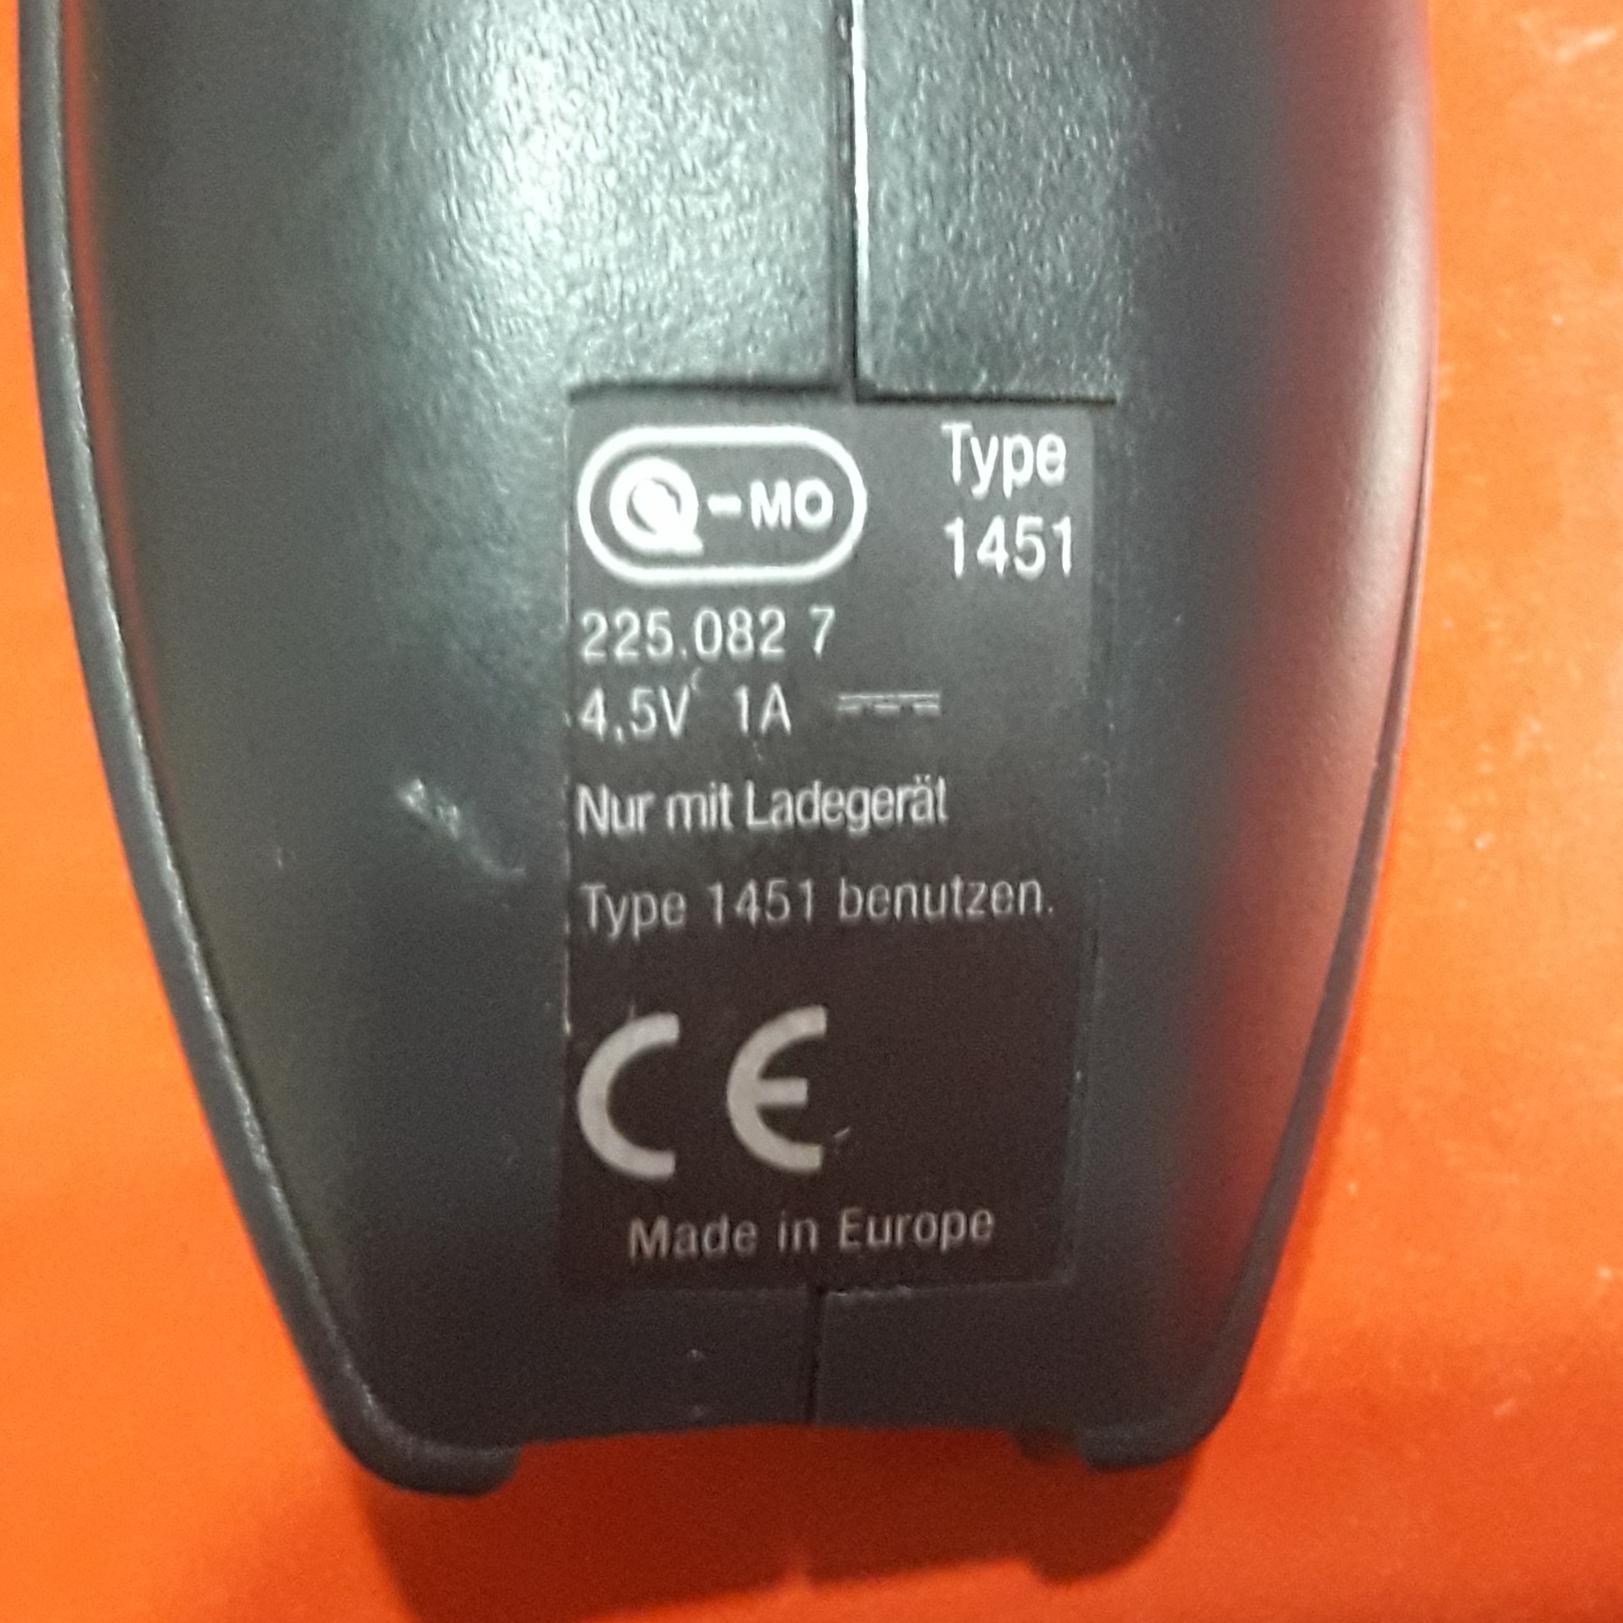 Q-MO
Type
1451
225.082 7
4.5V 1A
Nur mit Ladegerät
Type 1451 benutzen.
CE
Made in Europe